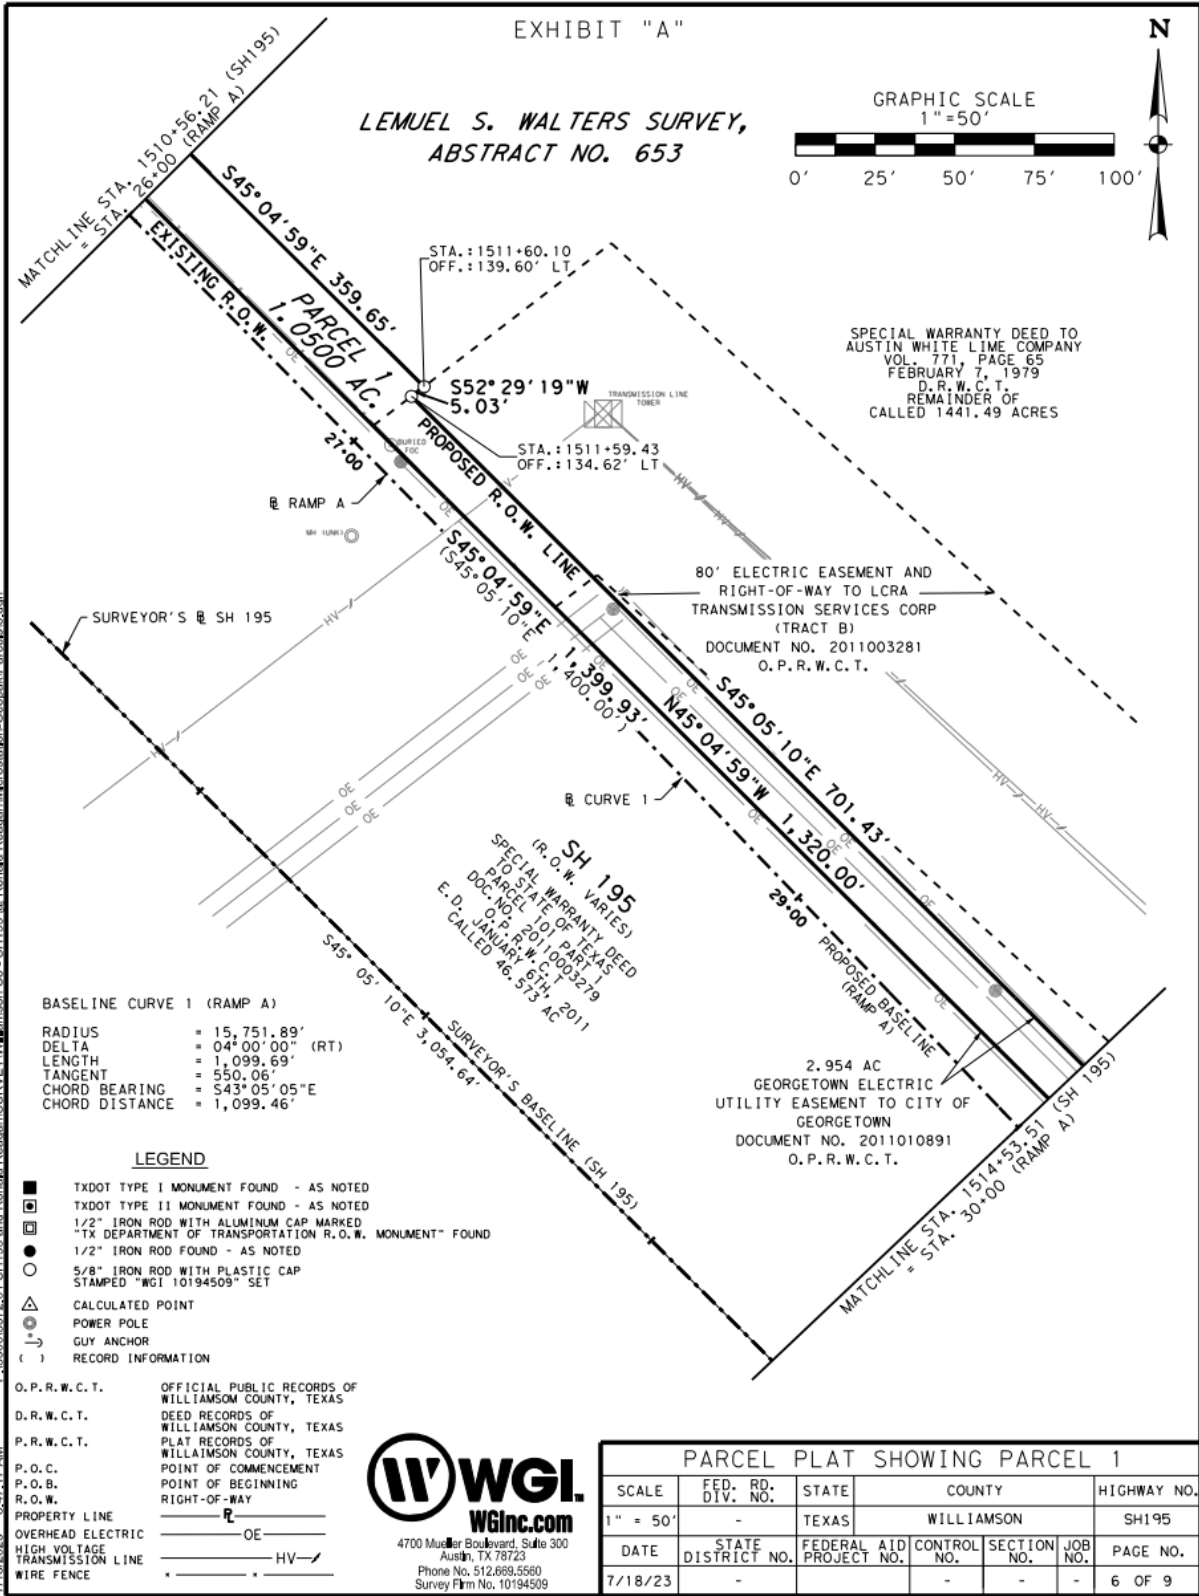 EXHIBIT "A"
N
LEMUEL S. WALTERS SURVEY,
ABSTRACT NO. 653
GRAPHIC SCALE
1"=50'
0' 25' 50' 75' 100'
MATCHLINE STA. 1510+56.21 (SH195)
= STA. 26+00 (RAMP A)
S45°04'59"E 359.65'
EXISTING R.O.W.
PARCEL 1
1.0500 AC.
STA.:1511+60.10
OFF.:139.60' LT
SPECIAL WARRANTY DEED TO
AUSTIN WHITE LIME COMPANY
VOL. 771, PAGE 65
FEBRUARY 7, 1979
D.R.W.C.T.
REMAINDER OF
CALLED 1441.49 ACRES
S52°29'19"W
5.03'
TRANSMISSION LINE
TOWER
STA.:1511+59.43
OFF.:134.62' LT
BURIED
FOC
27+00
PROPOSED R.O.W. LINE
℄ RAMP A
MH (UNK)
OE
HV
S45°04'59"E 1,399.93'
(S45°05'10"E 1,400.00')
80' ELECTRIC EASEMENT AND
RIGHT-OF-WAY TO LCRA
TRANSMISSION SERVICES CORP
(TRACT B)
DOCUMENT NO. 2011003281
O.P.R.W.C.T.
SURVEYOR'S ℄ SH 195
S45°05'10"E 701.43'
N45°04'59"W 1,320.00'
℄ CURVE 1
SH 195
(R.O.W. VARIES)
SPECIAL WARRANTY DEED
TO STATE OF TEXAS
PARCEL 101 PART 1
DOC. NO. 20110003279
O.P.R.W.C.T
E.D. JANUARY 6TH, 2011
CALLED 46.573 AC
29+00
PROPOSED BASELINE
(RAMP A)
S45° 05' 10"E 3,054.64'
SURVEYOR'S BASELINE (SH 195)
BASELINE CURVE 1 (RAMP A)
RADIUS = 15,751.89'
DELTA = 04°00'00" (RT)
LENGTH = 1,099.69'
TANGENT = 550.06'
CHORD BEARING = S43°05'05"E
CHORD DISTANCE = 1,099.46'
2.954 AC
GEORGETOWN ELECTRIC
UTILITY EASEMENT TO CITY OF
GEORGETOWN
DOCUMENT NO. 2011010891
O.P.R.W.C.T.
MATCHLINE STA. 1514+53.51 (SH 195)
= STA. 30+00 (RAMP A)
LEGEND
TXDOT TYPE I MONUMENT FOUND - AS NOTED
TXDOT TYPE II MONUMENT FOUND - AS NOTED
1/2" IRON ROD WITH ALUMINUM CAP MARKED
"TX DEPARTMENT OF TRANSPORTATION R.O.W. MONUMENT" FOUND
1/2" IRON ROD FOUND - AS NOTED
5/8" IRON ROD WITH PLASTIC CAP
STAMPED "WGI 10194509" SET
CALCULATED POINT
POWER POLE
GUY ANCHOR
( ) RECORD INFORMATION
O.P.R.W.C.T. OFFICIAL PUBLIC RECORDS OF
WILLIAMSOM COUNTY, TEXAS
D.R.W.C.T. DEED RECORDS OF
WILLIAMSON COUNTY, TEXAS
P.R.W.C.T. PLAT RECORDS OF
WILLAIMSON COUNTY, TEXAS
P.O.C. POINT OF COMMENCEMENT
P.O.B. POINT OF BEGINNING
R.O.W. RIGHT-OF-WAY
PROPERTY LINE ⅊
OVERHEAD ELECTRIC OE
HIGH VOLTAGE
TRANSMISSION LINE HV
WIRE FENCE x x
WGI.
WGInc.com
4700 Mueller Boulevard, Suite 300
Austin, TX 78723
Phone No. 512.669.5560
Survey Firm No. 10194509
PARCEL PLAT SHOWING PARCEL 1
SCALE FED. RD. DIV. NO. STATE COUNTY HIGHWAY NO.
1" = 50' - TEXAS WILLIAMSON SH195
DATE STATE DISTRICT NO. FEDERAL AID PROJECT NO. CONTROL NO. SECTION NO. JOB NO. PAGE NO.
7/18/23 - - - - 6 OF 9